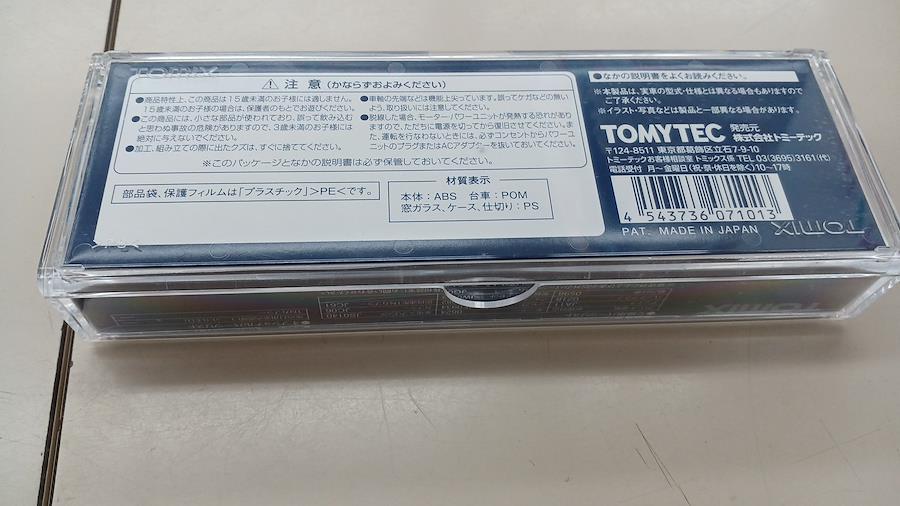 TOMIX
注意 (かならずおよみください)
●商品特性上、この商品は15歳未満のお子様には適しません。
15歳未満のお子様の場合は、保護者のもとでお遊びください。
●この商品には、小さな部品が使われており、誤って飲み込む
と思わぬ事故の危険がありますので、3歳未満のお子様には
絶対に与えないでください。
●加工、組み立ての際に出たクズは、すぐに捨ててください。
●車輪の先端などは機能上尖っています。誤ってケガなどの無い
よう、取り扱いには注意してください。
●脱線した場合、モーターパワーユニットが発熱する恐れがあり
ますので、ただちに電源を切ってから復旧させてください。ま
た、運転を行なわないときには、必ずコンセントからパワーユ
ニットのプラグまたはACアダプターを抜いておいてください。
※このパッケージとなかの説明書は必ず保管しておいてください。
部品袋、保護フィルムは「プラスチック」>PE<です。
材質表示
本体:ABS 台車:POM
窓ガラス、ケース、仕切り:PS
●なかの説明書をよくお読みください。
※本製品は、実車の型式・仕様とは異なる場合もありますので
ご了承ください。
※イラスト・写真などは製品と一部異なる場合があります。
TOMYTEC 発売元 株式会社トミーテック
〒124-8511 東京都葛飾区立石7-9-10
トミーテックお客様相談室 トミックス係 TEL 03(3695)3161(代)
電話受付 月~金曜日(祝・祭・休日を除く)10~17時
4 543736 071013
PAT. MADE IN JAPAN
TOMIX
TOMIX